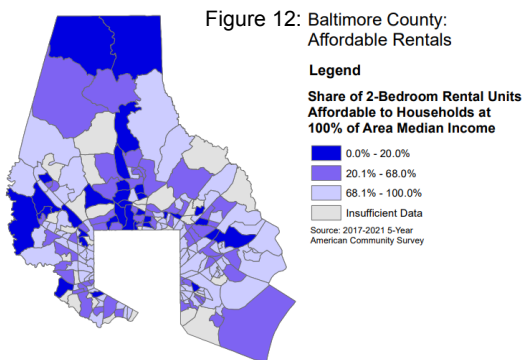 Figure 12: Baltimore County:
Affordable Rentals
Legend
Share of 2-Bedroom Rental Units
Affordable to Households at
100% of Area Median Income
0.0% - 20.0%
20.1% - 68.0%
68.1% - 100.0%
Insufficient Data
Source: 2017-2021 5-Year
American Community Survey